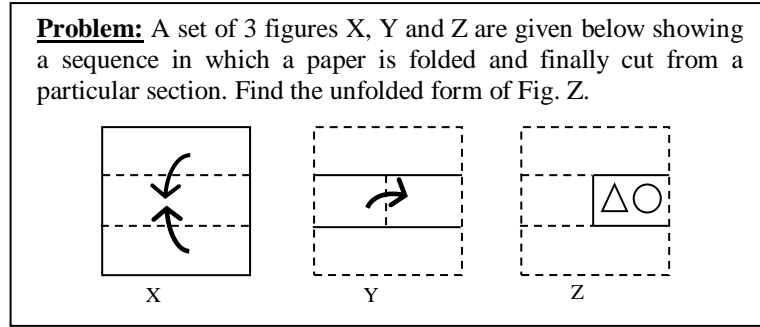 Problem: A set of 3 figures X, Y and Z are given below showing
a sequence in which a paper is folded and finally cut from a
particular section. Find the unfolded form of Fig. Z.
X Y Z